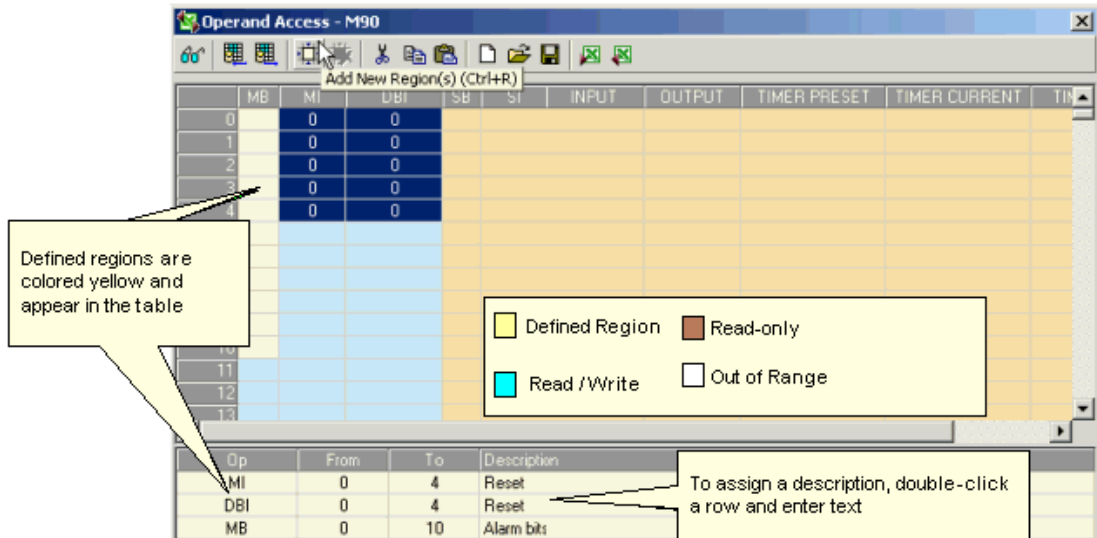 Operand Access - M90
Add New Region(s) (Ctrl+R)
MB MI DBI SB SI INPUT OUTPUT TIMER PRESET TIMER CURRENT
0 0 0
1 0 0
2 0 0
3 0 0
4 0 0
Defined regions are
colored yellow and
appear in the table
Defined Region
Read-only
Read / Write
Out of Range
10
11
12
13
Op From To Description
MI 0 4 Reset
DBI 0 4 Reset
MB 0 10 Alarm bits
To assign a description, double-click
a row and enter text